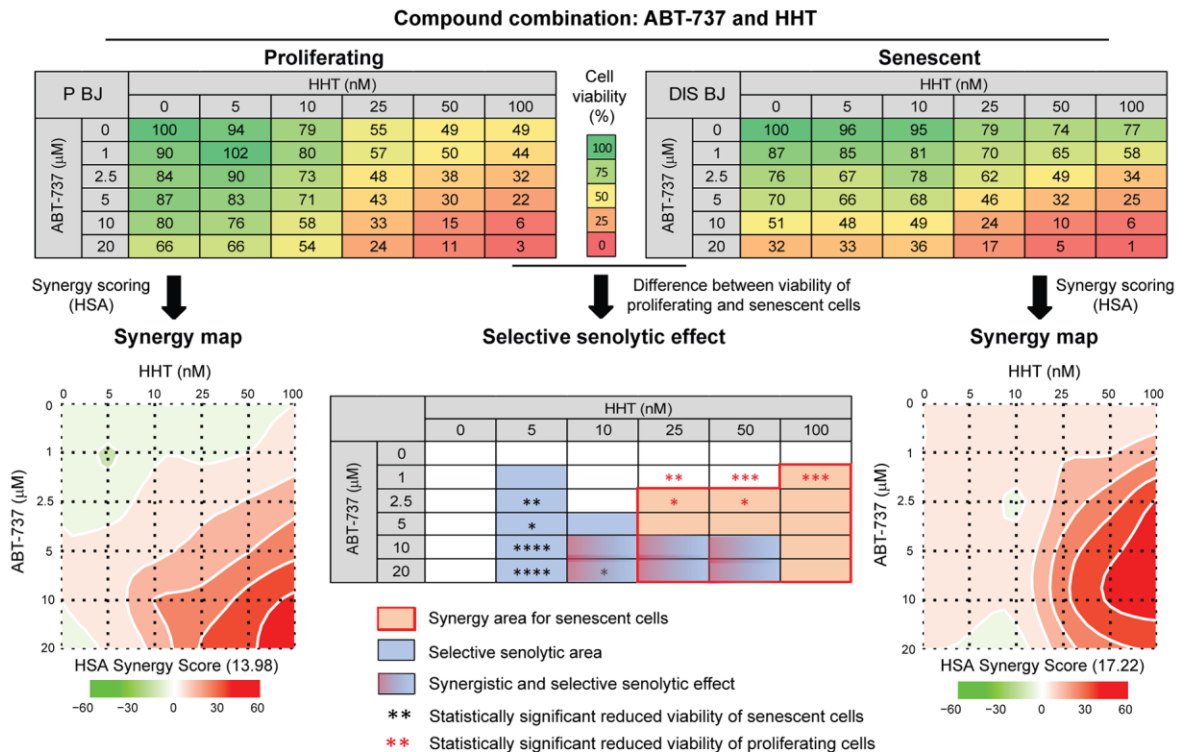 Compound combination: ABT-737 and HHT
Proliferating
P BJ
HHT (nM)
0 5 10 25 50 100
ABT-737 (µM)
0 100 94 79 55 49 49
1 90 102 80 57 50 44
2.5 84 90 73 48 38 32
5 87 83 71 43 30 22
10 80 76 58 33 15 6
20 66 66 54 24 11 3
Cell
viability
(%)
100
75
50
25
0
Senescent
DIS BJ
HHT (nM)
0 5 10 25 50 100
ABT-737 (µM)
0 100 96 95 79 74 77
1 87 85 81 70 65 58
2.5 76 67 78 62 49 34
5 70 66 68 46 32 25
10 51 48 49 24 10 6
20 32 33 36 17 5 1
Synergy scoring
(HSA)
Difference between viability of
proliferating and senescent cells
Synergy scoring
(HSA)
Synergy map
HHT (nM)
0 5 10 25 50 100
ABT-737 (µM)
0
1
2.5
5
10
20
HSA Synergy Score (13.98)
−60 −30 0 30 60
Selective senolytic effect
HHT (nM)
0 5 10 25 50 100
ABT-737 (µM)
0
1 ** *** ***
2.5 ** * *
5 *
10 ****
20 **** *
Synergy area for senescent cells
Selective senolytic area
Synergistic and selective senolytic effect
** Statistically significant reduced viability of senescent cells
** Statistically significant reduced viability of proliferating cells
Synergy map
HHT (nM)
0 5 10 25 50 100
ABT-737 (µM)
0
1
2.5
5
10
20
HSA Synergy Score (17.22)
−60 −30 0 30 60